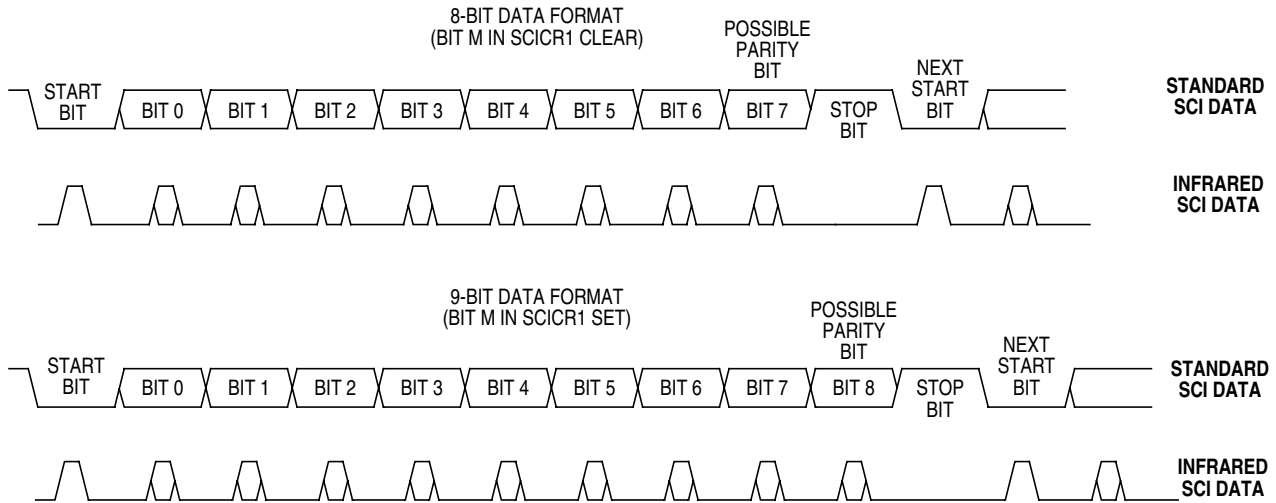 8-BIT DATA FORMAT
(BIT M IN SCICR1 CLEAR)
POSSIBLE
PARITY
BIT
START
BIT
BIT 0
BIT 1
BIT 2
BIT 3
BIT 4
BIT 5
BIT 6
BIT 7
STOP
BIT
NEXT
START
BIT
STANDARD
SCI DATA
INFRARED
SCI DATA
9-BIT DATA FORMAT
(BIT M IN SCICR1 SET)
POSSIBLE
PARITY
BIT
START
BIT
BIT 0
BIT 1
BIT 2
BIT 3
BIT 4
BIT 5
BIT 6
BIT 7
BIT 8
STOP
BIT
NEXT
START
BIT
STANDARD
SCI DATA
INFRARED
SCI DATA